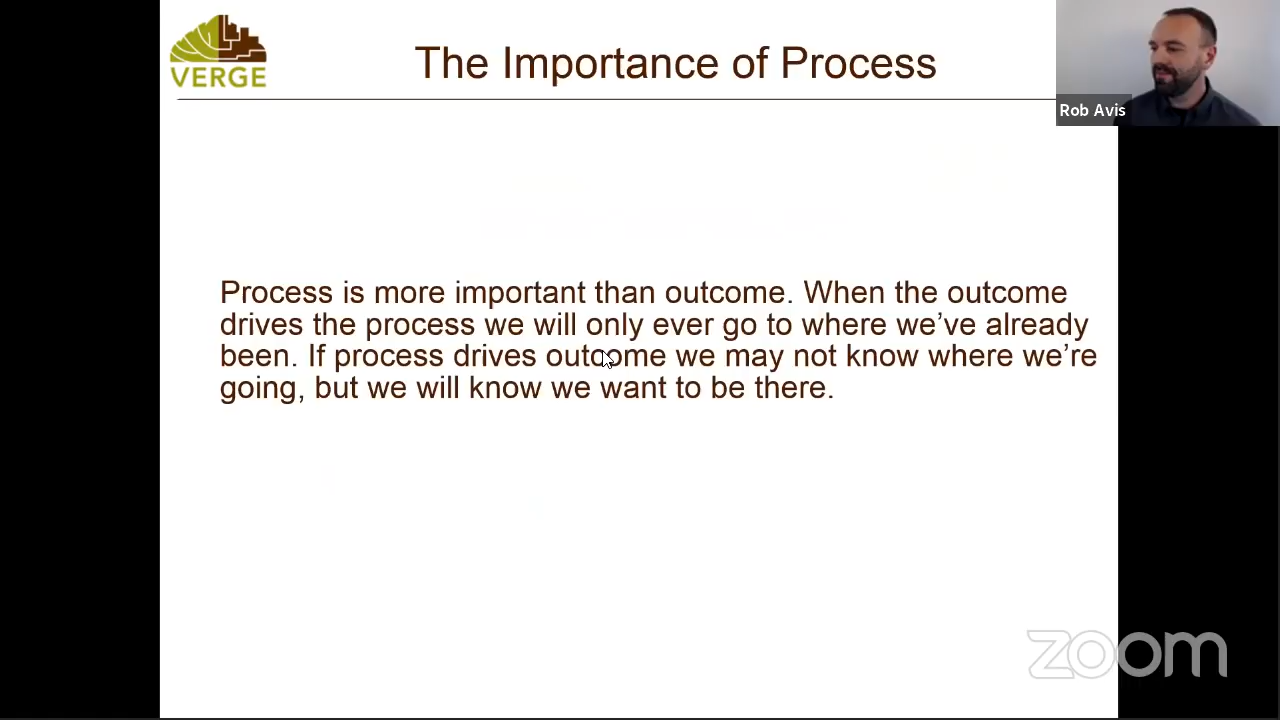 VERGE
The Importance of Process
Rob Avis
Process is more important than outcome. When the outcome
drives the process we will only ever go to where we’ve already
been. If process drives outcome we may not know where we’re
going, but we will know we want to be there.
zoom